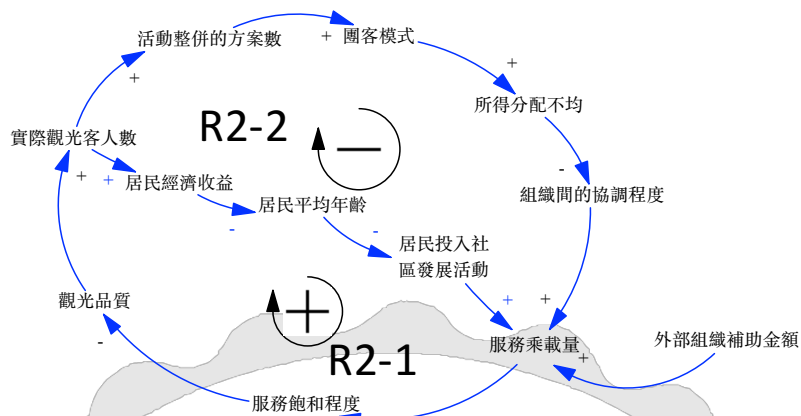 活動整併的方案數
+ 團客模式
+
+
所得分配不均
R2-2
實際觀光客人數
-
+
+
居民經濟收益
組織間的協調程度
居民平均年齡
-
-
居民投入社
區發展活動
觀光品質
+
+
-
服務乘載量
+
外部組織補助金額
R2-1
服務飽和程度